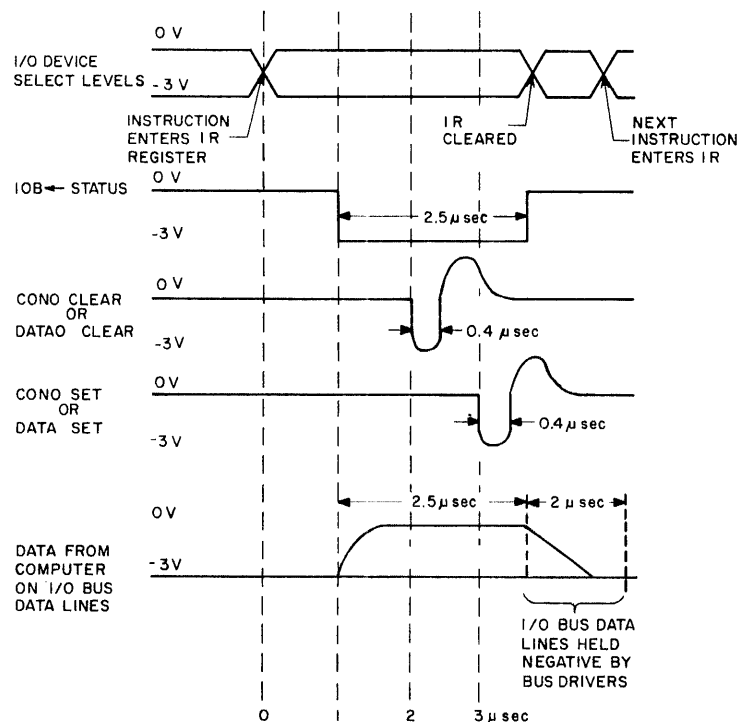 0 V
I/O DEVICE
SELECT LEVELS
-3 V
INSTRUCTION
ENTERS IR
REGISTER
IR
CLEARED
NEXT
INSTRUCTION
ENTERS IR
0 V
IOB ← STATUS
2.5 μ sec
-3V
0 V
CONO CLEAR
OR
DATAO CLEAR
-3 V
0.4 μ sec
0 V
CONO SET
OR
DATA SET
-3 V
0.4 μ sec
0 V
2.5 μ sec
2 μ sec
DATA FROM
COMPUTER
ON I/O BUS
DATA LINES
-3 V
I/O BUS DATA
LINES HELD
NEGATIVE BY
BUS DRIVERS
0 1 2 3 μ sec